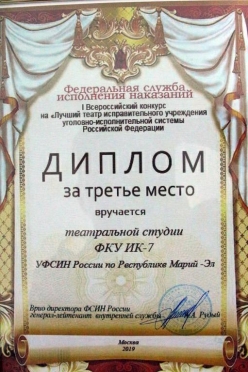 Федеральная служба
исполнения наказаний
I Всероссийский конкурс
на «Лучший театр исправительного учреждения
уголовно-исполнительной системы
Российской Федерации
ДИПЛОМ
за третье место
вручается
театральной студии
ФКУ ИК-7
УФСИН России по Республике Марий -Эл
Врио директора ФСИН России
генерал-лейтенант внутренней службы А. Рудый
Москва
2019